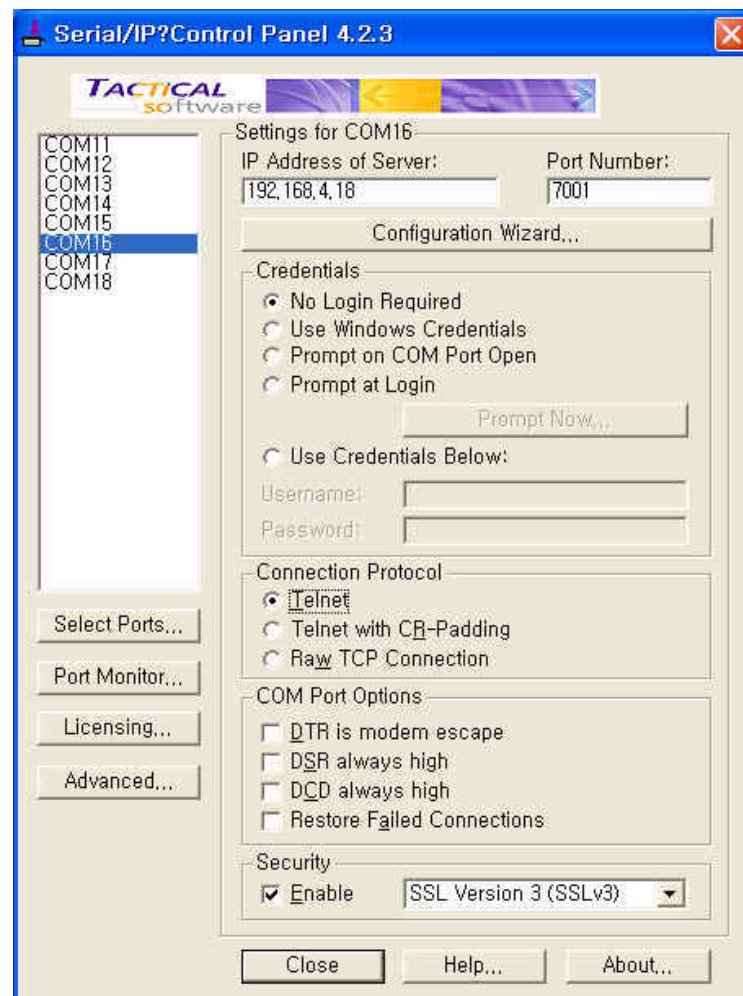 Serial/IP?Control Panel 4.2.3
TACTICAL
software
COM11
COM12
COM13
COM14
COM15
COM16
COM17
COM18
Select Ports...
Port Monitor...
Licensing...
Advanced...
Settings for COM16
IP Address of Server: Port Number:
192.168.4.18 7001
Configuration Wizard...
Credentials
No Login Required
Use Windows Credentials
Prompt on COM Port Open
Prompt at Login
Prompt Now...
Use Credentials Below:
Username:
Password:
Connection Protocol
Telnet
Telnet with CR-Padding
Raw TCP Connection
COM Port Options
DTR is modem escape
DSR always high
DCD always high
Restore Failed Connections
Security
Enable SSL Version 3 (SSLv3)
Close Help... About...